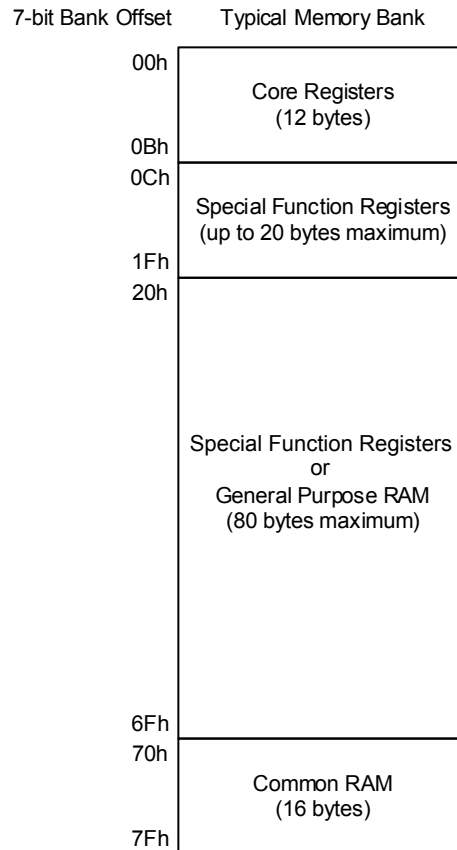 7-bit Bank Offset
Typical Memory Bank
00h
Core Registers
(12 bytes)
0Bh
0Ch
Special Function Registers
(up to 20 bytes maximum)
1Fh
20h
Special Function Registers
or
General Purpose RAM
(80 bytes maximum)
6Fh
70h
Common RAM
(16 bytes)
7Fh